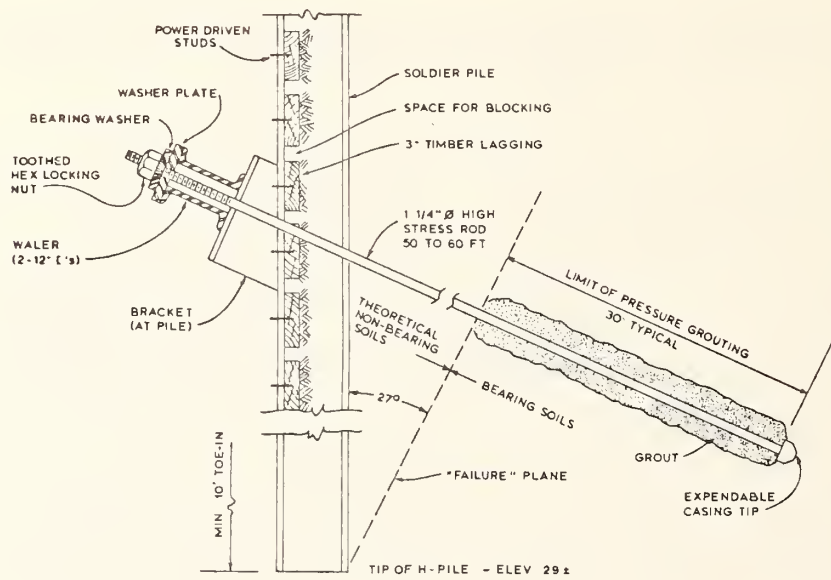 POWER DRIVEN
STUDS
WASHER PLATE
BEARING WASHER
TOOTHED
HEX LOCKING
NUT
WALER
(2-12" ['s)
BRACKET
(AT PILE)
SOLDIER PILE
SPACE FOR BLOCKING
3" TIMBER LAGGING
1 1/4" Ø HIGH
STRESS ROD
50 TO 60 FT
LIMIT OF PRESSURE GROUTING
30' TYPICAL
THEORETICAL
NON-BEARING
SOILS
BEARING SOILS
27°
GROUT
"FAILURE" PLANE
EXPENDABLE
CASING TIP
MIN 10' TOE-IN
TIP OF H-PILE - ELEV 29±